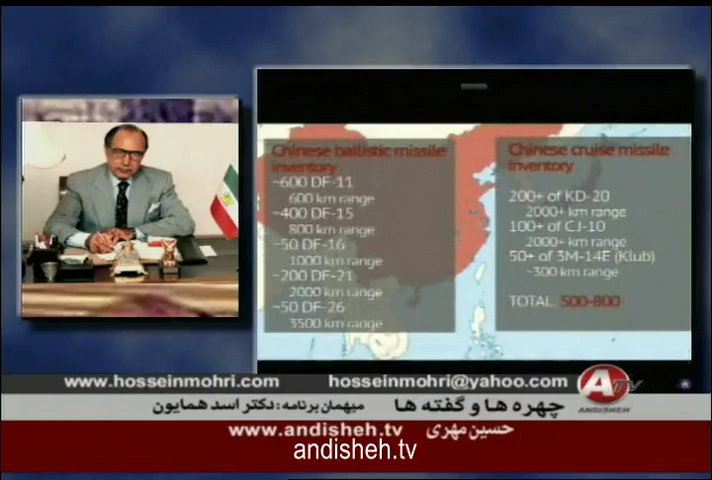 Chinese ballistic missile
inventory
~600 DF-11
600 km range
~400 DF-15
800 km range
~50 DF-16
1000 km range
~200 DF-21
2000 km range
~50 DF-26
3500 km range
Chinese cruise missile
inventory
200+ of KD-20
2000+ km range
100+ of CJ-10
2000+ km range
50+ of 3M-14E (Klub)
~300 km range
TOTAL: 500-800
www.hosseinmohri.com
hosseinmohri@yahoo.com
ATV
ANDISHEH
چهره ها و گفته ها
میهمان برنامه : دکتر اسد همایون
حسین مهری
www.andisheh.tv
andisheh.tv